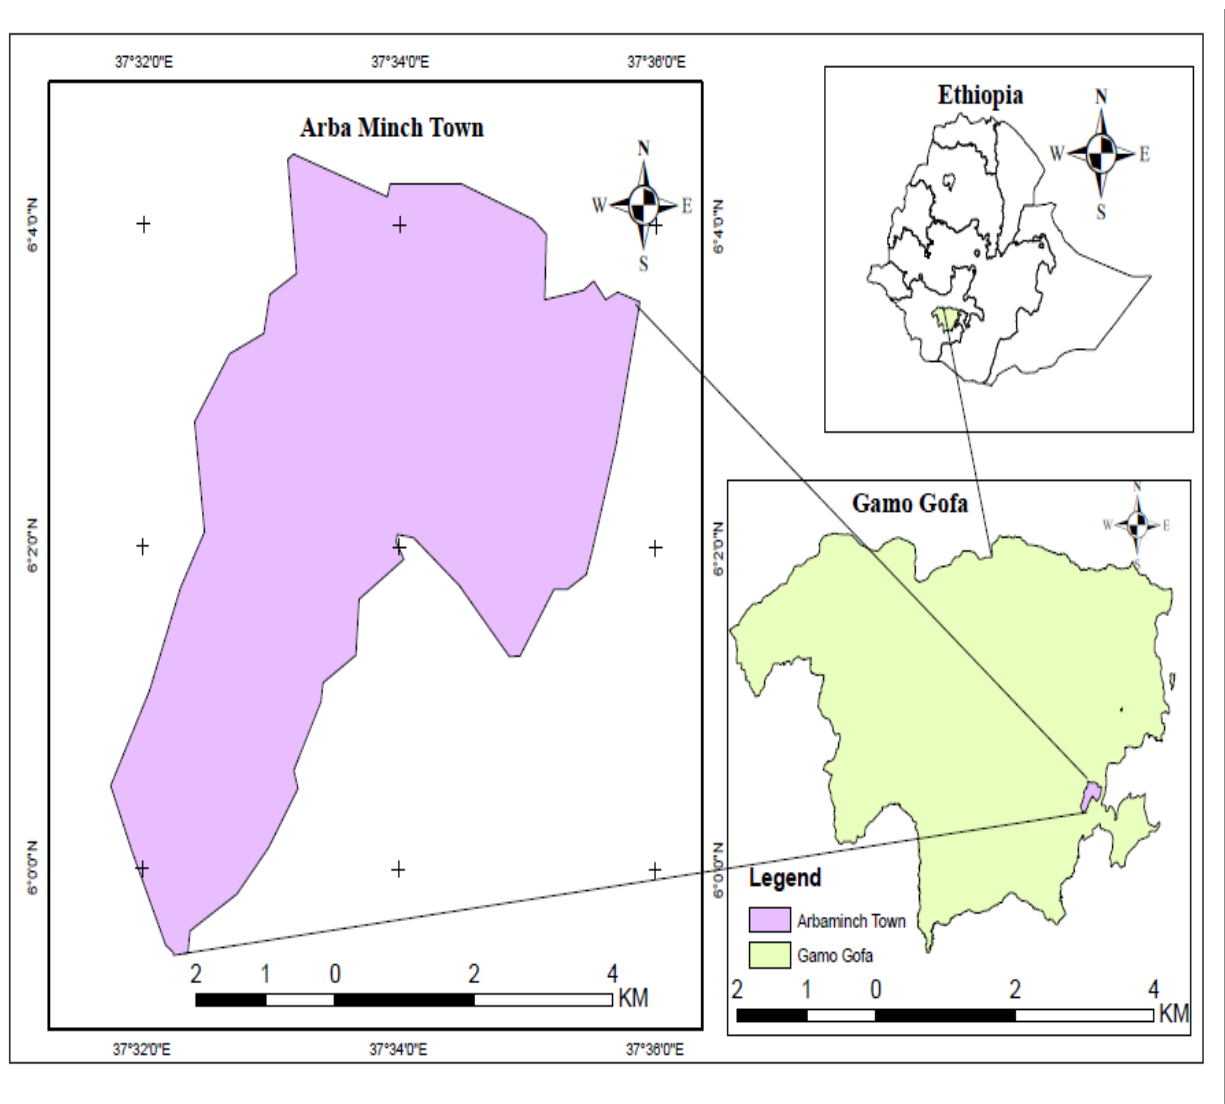 37°32'0"E 37°34'0"E 37°36'0"E
Arba Minch Town
N
W E
S
6°4'0"N 6°4'0"N
6°2'0"N 6°2'0"N
6°0'0"N 6°0'0"N
2 1 0 2 4
KM
37°32'0"E 37°34'0"E 37°36'0"E
Ethiopia
N
W E
S
Gamo Gofa
N
W E
S
Legend
Arbaminch Town
Gamo Gofa
2 1 0 2 4
KM